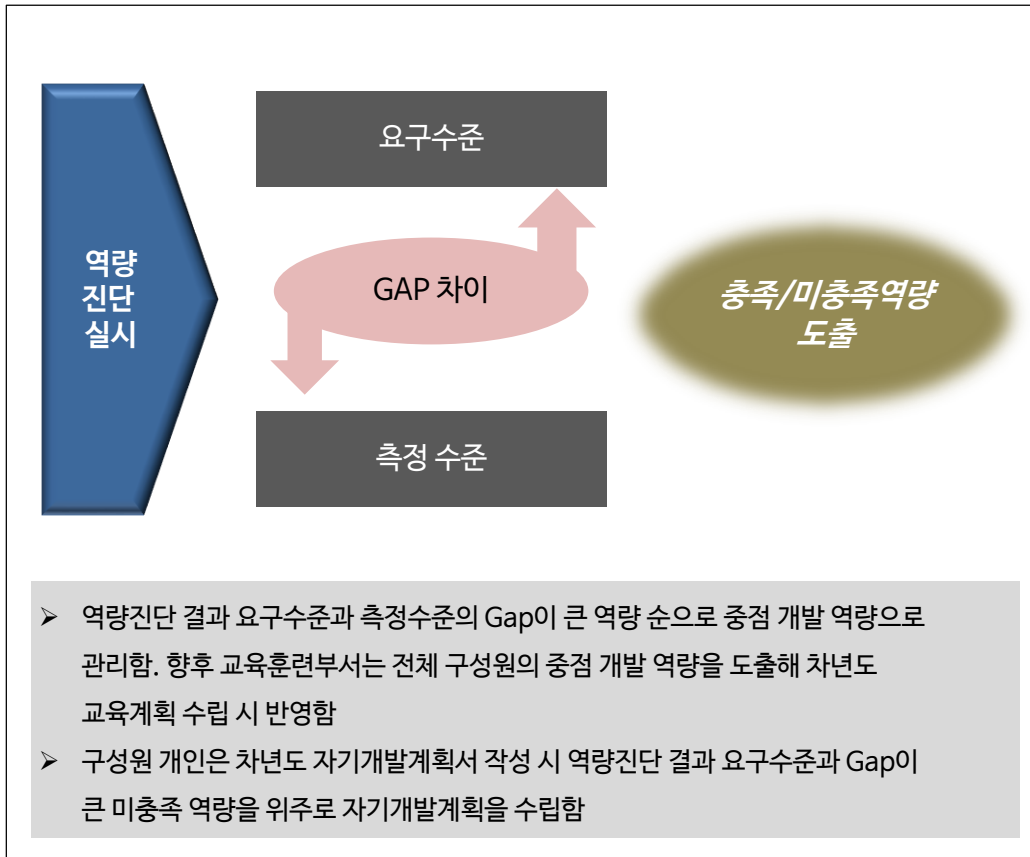 역량
진단
실시
요구수준
GAP 차이
측정 수준
충족/미충족역량
도출
➢ 역량진단 결과 요구수준과 측정수준의 Gap이 큰 역량 순으로 중점 개발 역량으로
관리함. 향후 교육훈련부서는 전체 구성원의 중점 개발 역량을 도출해 차년도
교육계획 수립 시 반영함
➢ 구성원 개인은 차년도 자기개발계획서 작성 시 역량진단 결과 요구수준과 Gap이
큰 미충족 역량을 위주로 자기개발계획을 수립함